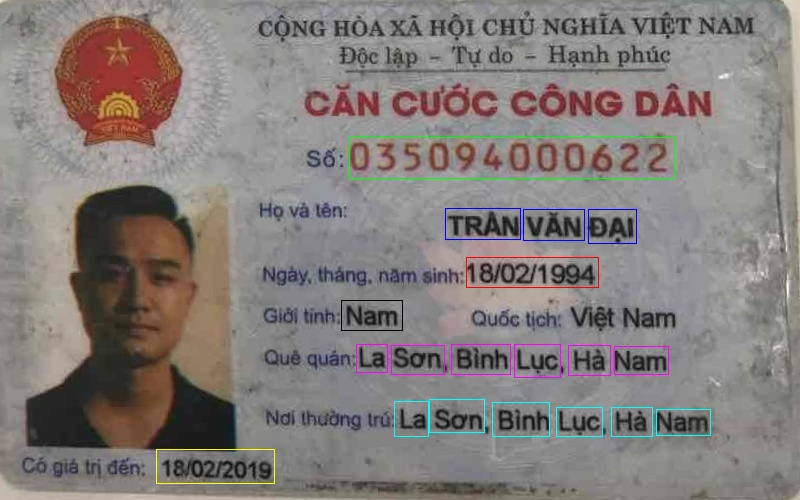 CỘNG HÒA XÃ HỘI CHỦ NGHĨA VIỆT NAM
Độc lập - Tự do - Hạnh phúc
CĂN CƯỚC CÔNG DÂN
Số: 035094000622
Họ và tên:
TRẦN VĂN ĐẠI
Ngày, tháng, năm sinh: 18/02/1994
Giới tính: Nam Quốc tịch: Việt Nam
Quê quán: La Sơn, Bình Lục, Hà Nam
Nơi thường trú: La Sơn, Bình Lục, Hà Nam
Có giá trị đến: 18/02/2019
VIỆT NAM